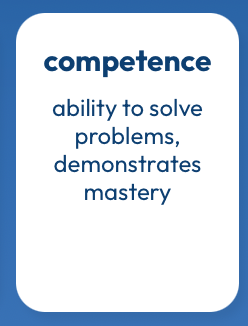 competence
ability to solve
problems,
demonstrates
mastery